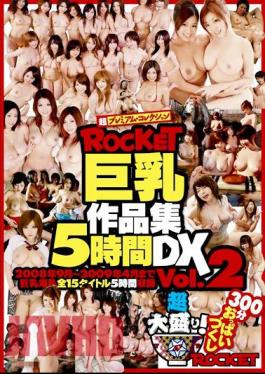 超プレミアム・コレクション
ROCKET
巨乳
作品集
5時間DX
Vol.2
2008年9月~2009年4月まで
全15タイトル5時間収録
300分
おっぱい
づくし
超
大盛り!
ROCKET